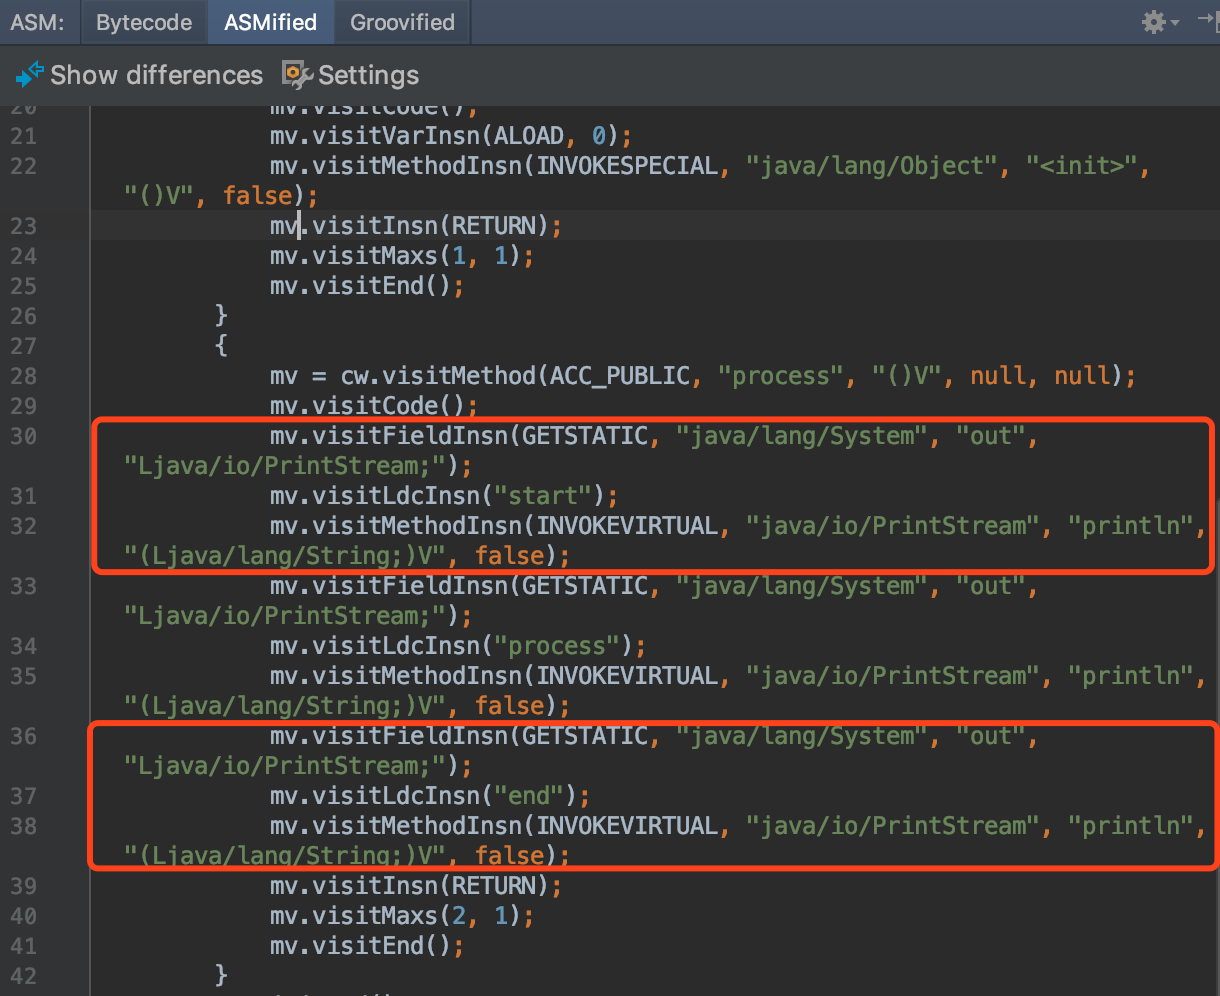 ASM: Bytecode ASMified Groovified
Show differences Settings
20 mv.visitCode();
21 mv.visitVarInsn(ALOAD, 0);
22 mv.visitMethodInsn(INVOKESPECIAL, "java/lang/Object", "<init>",
"()V", false);
23 mv.visitInsn(RETURN);
24 mv.visitMaxs(1, 1);
25 mv.visitEnd();
26 }
27 {
28 mv = cw.visitMethod(ACC_PUBLIC, "process", "()V", null, null);
29 mv.visitCode();
30 mv.visitFieldInsn(GETSTATIC, "java/lang/System", "out",
"Ljava/io/PrintStream;");
31 mv.visitLdcInsn("start");
32 mv.visitMethodInsn(INVOKEVIRTUAL, "java/io/PrintStream", "println",
"(Ljava/lang/String;)V", false);
33 mv.visitFieldInsn(GETSTATIC, "java/lang/System", "out",
"Ljava/io/PrintStream;");
34 mv.visitLdcInsn("process");
35 mv.visitMethodInsn(INVOKEVIRTUAL, "java/io/PrintStream", "println",
"(Ljava/lang/String;)V", false);
36 mv.visitFieldInsn(GETSTATIC, "java/lang/System", "out",
"Ljava/io/PrintStream;");
37 mv.visitLdcInsn("end");
38 mv.visitMethodInsn(INVOKEVIRTUAL, "java/io/PrintStream", "println",
"(Ljava/lang/String;)V", false);
39 mv.visitInsn(RETURN);
40 mv.visitMaxs(2, 1);
41 mv.visitEnd();
42 }